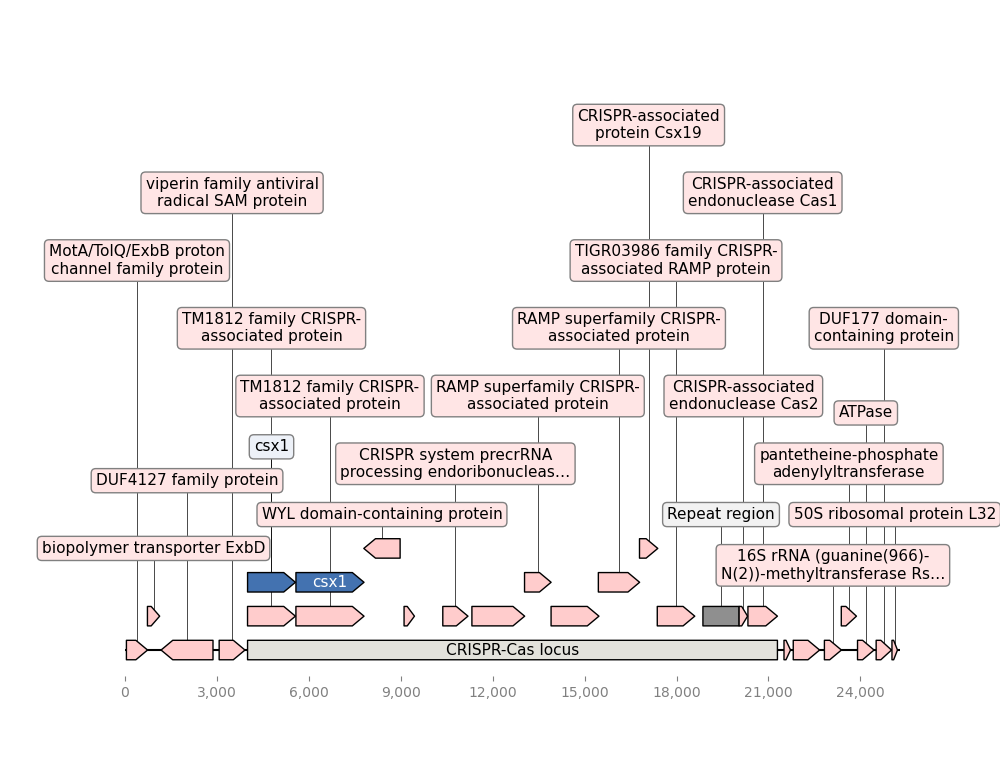 CRISPR-associated
protein Csx19
viperin family antiviral
radical SAM protein
CRISPR-associated
endonuclease Cas1
MotA/TolQ/ExbB proton
channel family protein
TIGR03986 family CRISPR-
associated RAMP protein
TM1812 family CRISPR-
associated protein
RAMP superfamily CRISPR-
associated protein
DUF177 domain-
containing protein
TM1812 family CRISPR-
associated protein
RAMP superfamily CRISPR-
associated protein
CRISPR-associated
endonuclease Cas2
ATPase
csx1
CRISPR system precrRNA
processing endoribonucleas…
pantetheine-phosphate
adenylyltransferase
DUF4127 family protein
WYL domain-containing protein
Repeat region
50S ribosomal protein L32
biopolymer transporter ExbD
16S rRNA (guanine(966)-
N(2))-methyltransferase Rs…
csx1
CRISPR-Cas locus
0
3,000
6,000
9,000
12,000
15,000
18,000
21,000
24,000